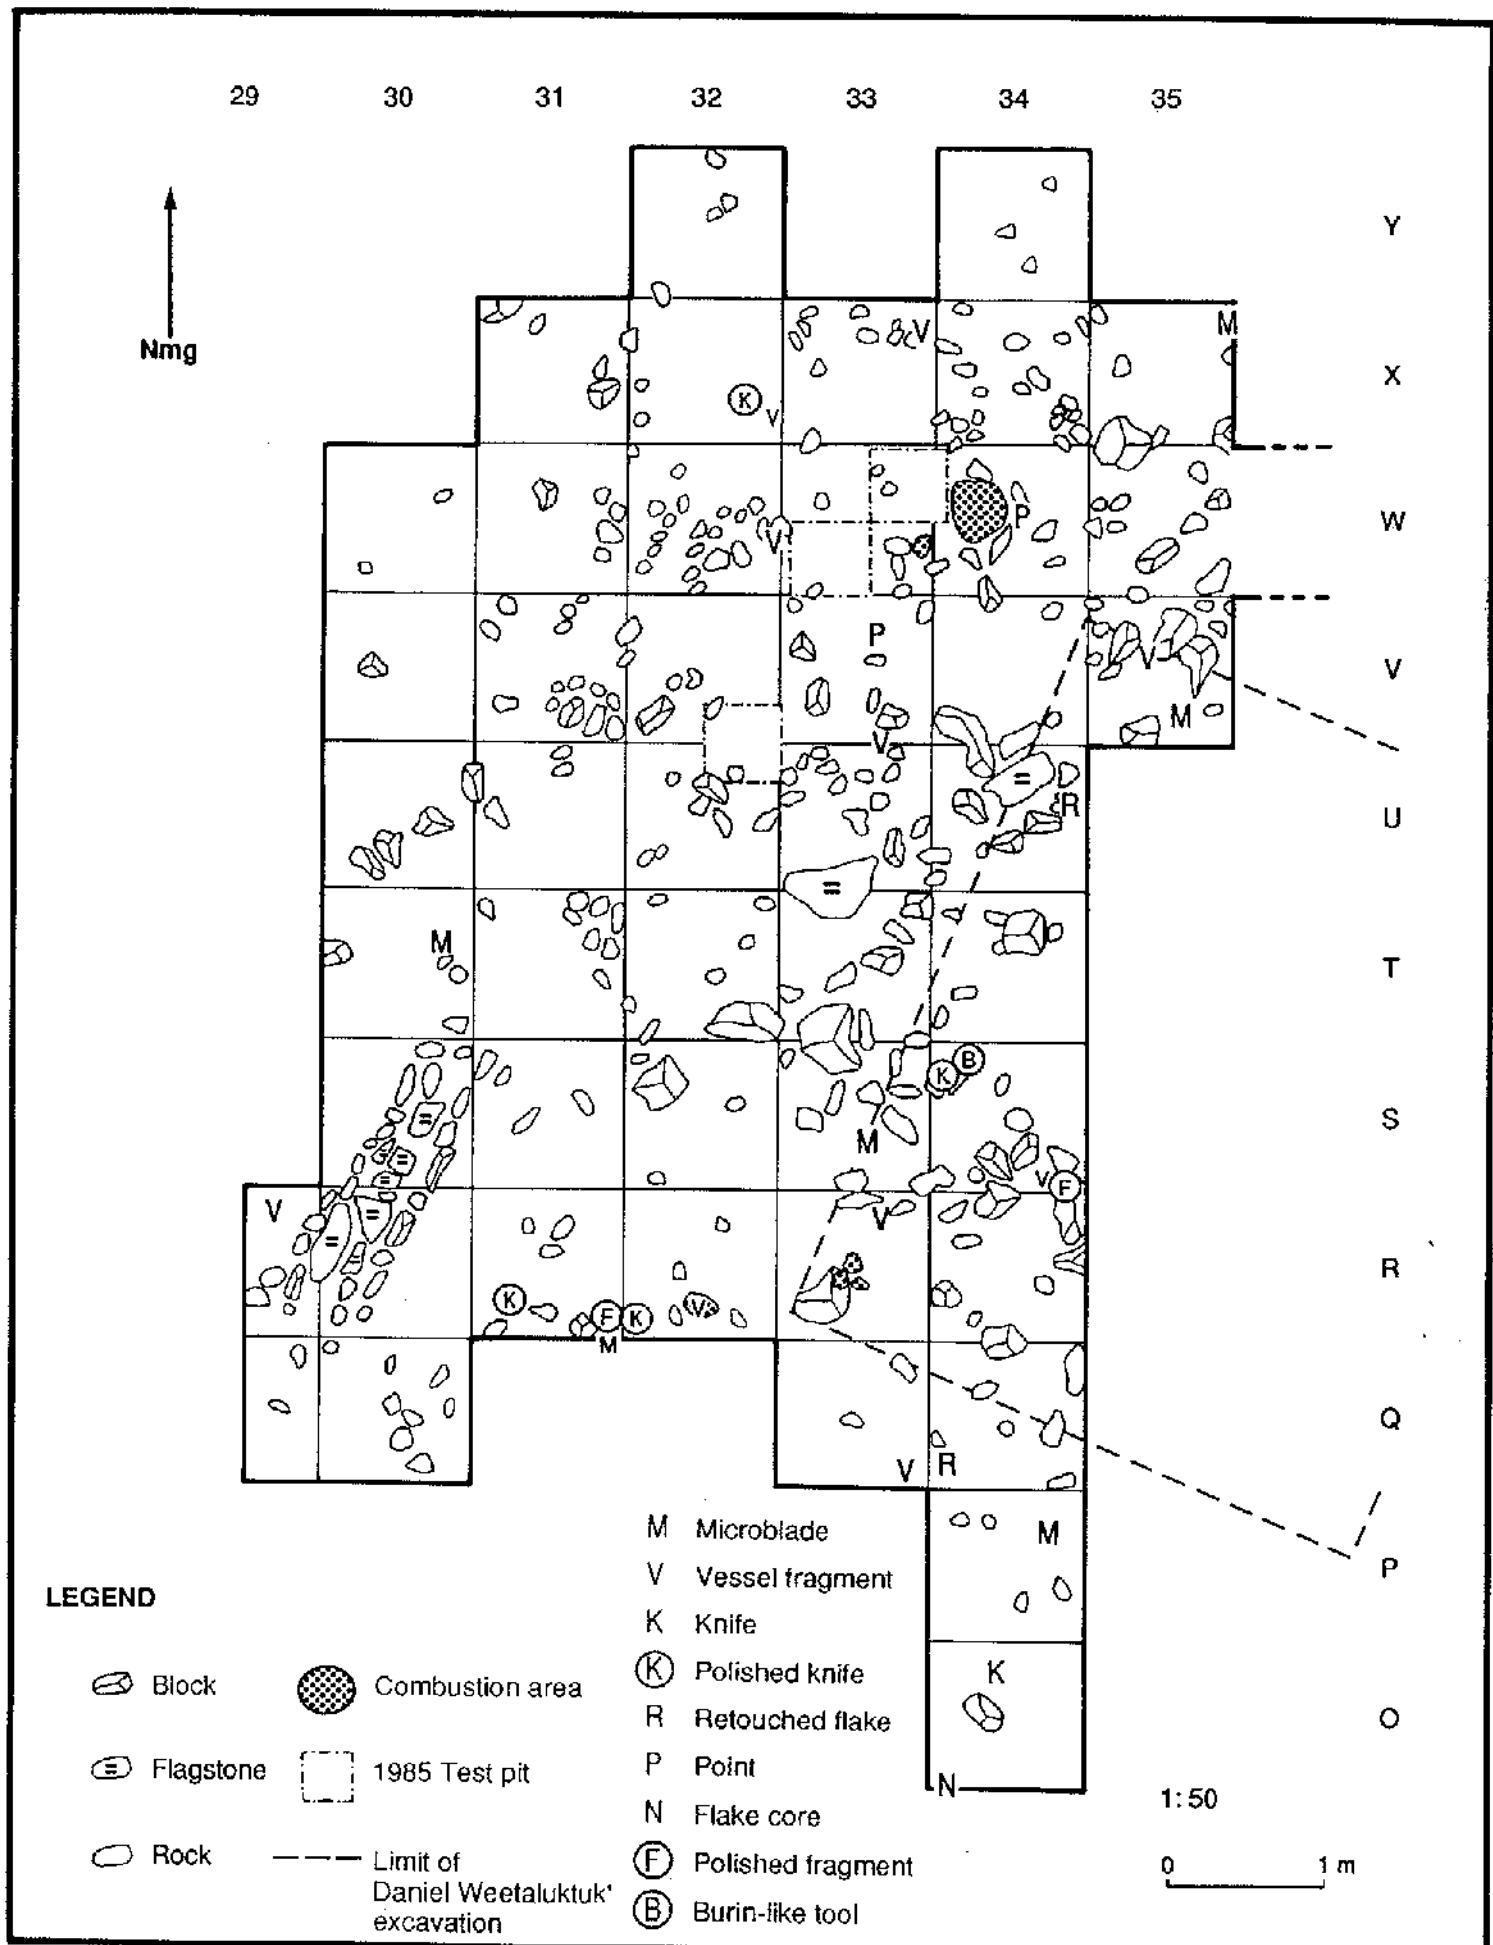 29 30 31 32 33 34 35
Y
Nmg
V M
X
K V
W
P
V
P
V
V
M
V
=
R
U
=
M
T
B
K
=
M
S
=
=
V F
V = V
=
R
K
F K V
M
Q
V R
M
P
K
O
N
LEGEND
Block
Flagstone
Rock
Combustion area
1985 Test pit
Limit of
Daniel Weetaluktuk'
excavation
M Microblade
V Vessel fragment
K Knife
K Polished knife
R Retouched flake
P Point
N Flake core
F Polished fragment
B Burin-like tool
1:50
0 1 m